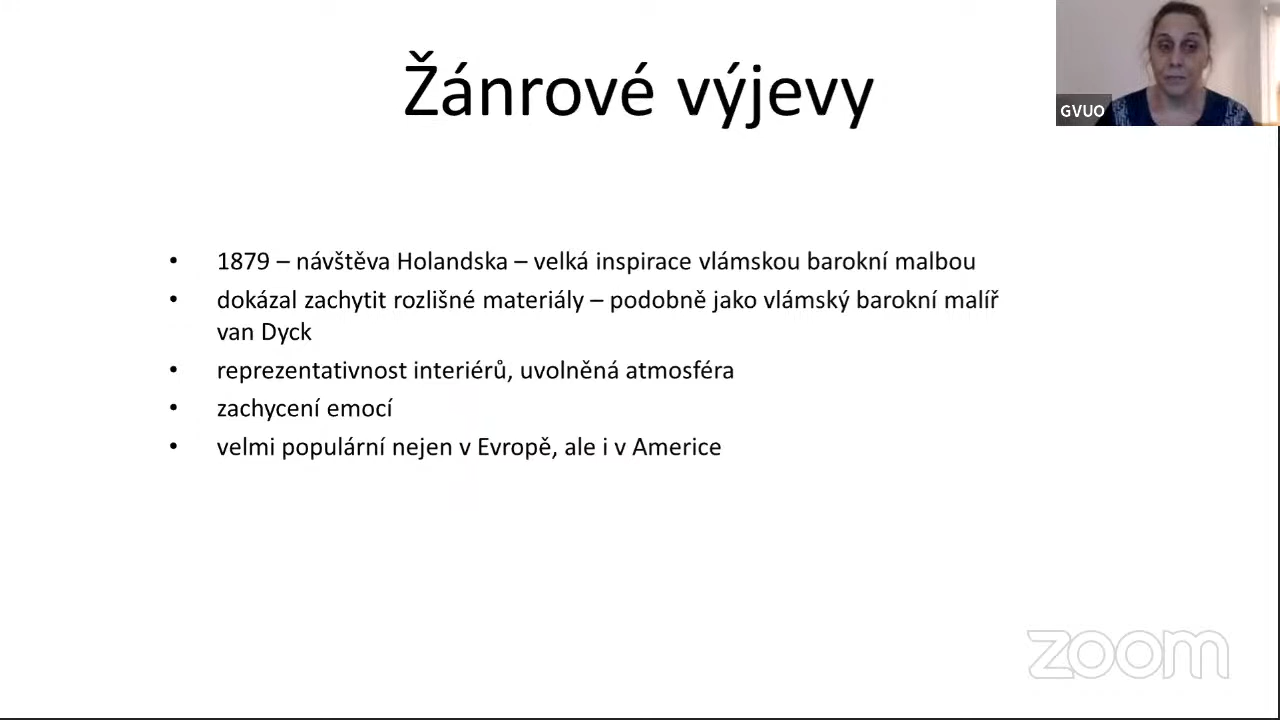 Žánrové výjevy
GVUO
• 1879 – návštěva Holandska – velká inspirace vlámskou barokní malbou
• dokázal zachytit rozlišné materiály – podobně jako vlámský barokní malíř
van Dyck
• reprezentativnost interiérů, uvolněná atmosféra
• zachycení emocí
• velmi populární nejen v Evropě, ale i v Americe
zoom